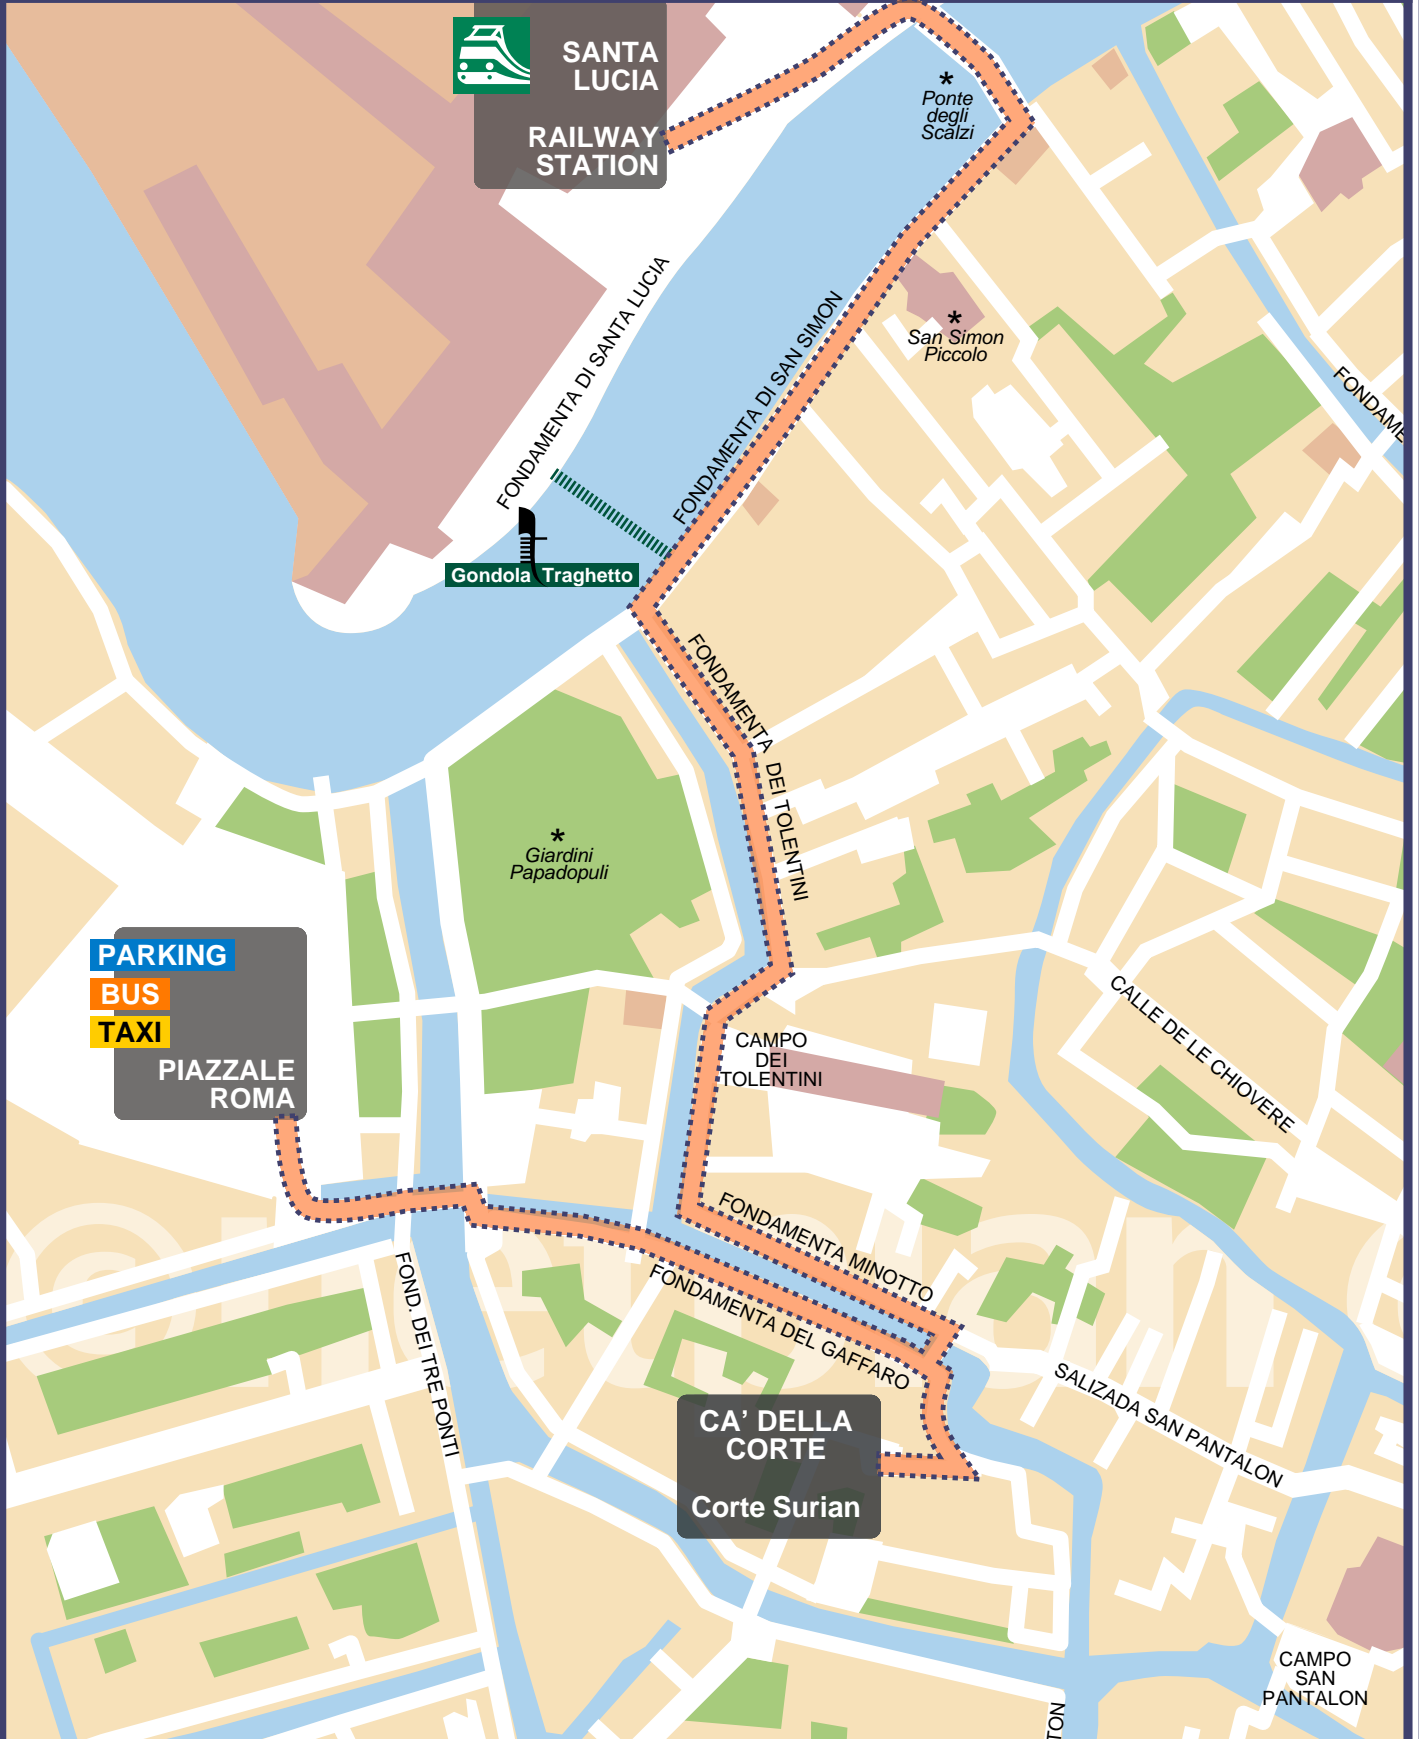 SANTA
LUCIA
RAILWAY
STATION
*
Ponte
degli
Scalzi
*
San Simon
Piccolo
FONDAMENTA DI SANTA LUCIA
FONDAMENTA DI SAN SIMON
FONDAME
Gondola Traghetto
FONDAMENTA DEI TOLENTINI
*
Giardini
Papadopuli
PARKING
BUS
TAXI
PIAZZALE
ROMA
CAMPO
DEI
TOLENTINI
CALLE DE LE CHIOVERE
FONDAMENTA MINOTTO
FONDAMENTA DEL GAFFARO
FOND. DEI TRE PONTI
SALIZADA SAN PANTALON
CA’ DELLA
CORTE
Corte Surian
CAMPO
SAN
PANTALON
TON